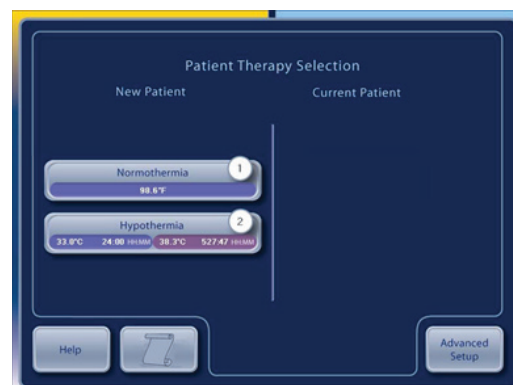 Patient Therapy Selection
New Patient
Current Patient
Normothermia
1
98.6°F
Hypothermia
2
33.0°C 24:00 HH:MM 38.3°C 527:47 HH:MM
Help
Advanced
Setup